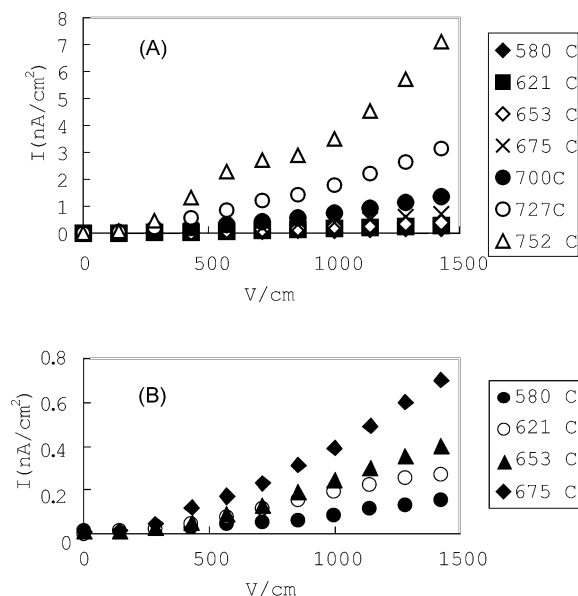 (A)
8
7
6
5
4
3
2
1
0
I(nA/cm²)
0 500 1000 1500
V/cm
580 C
621 C
653 C
675 C
700C
727C
752 C
(B)
0.8
0.6
0.4
0.2
0
I(nA/cm²)
0 500 1000 1500
V/cm
580 C
621 C
653 C
675 C